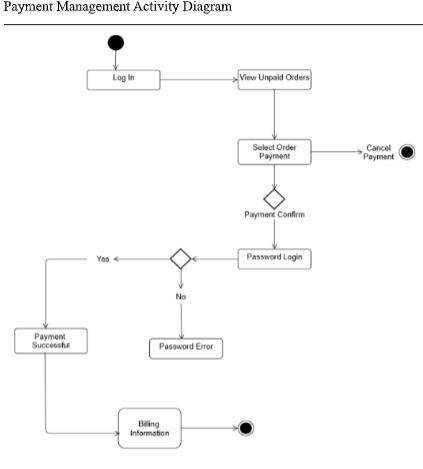 Payment Management Activity Diagram
Log In
View Unpaid Orders
Select Order
Payment
Cancel
Payment
Payment Confirm
Password Login
Yes
No
Payment
Successful
Password Error
Billing
Information